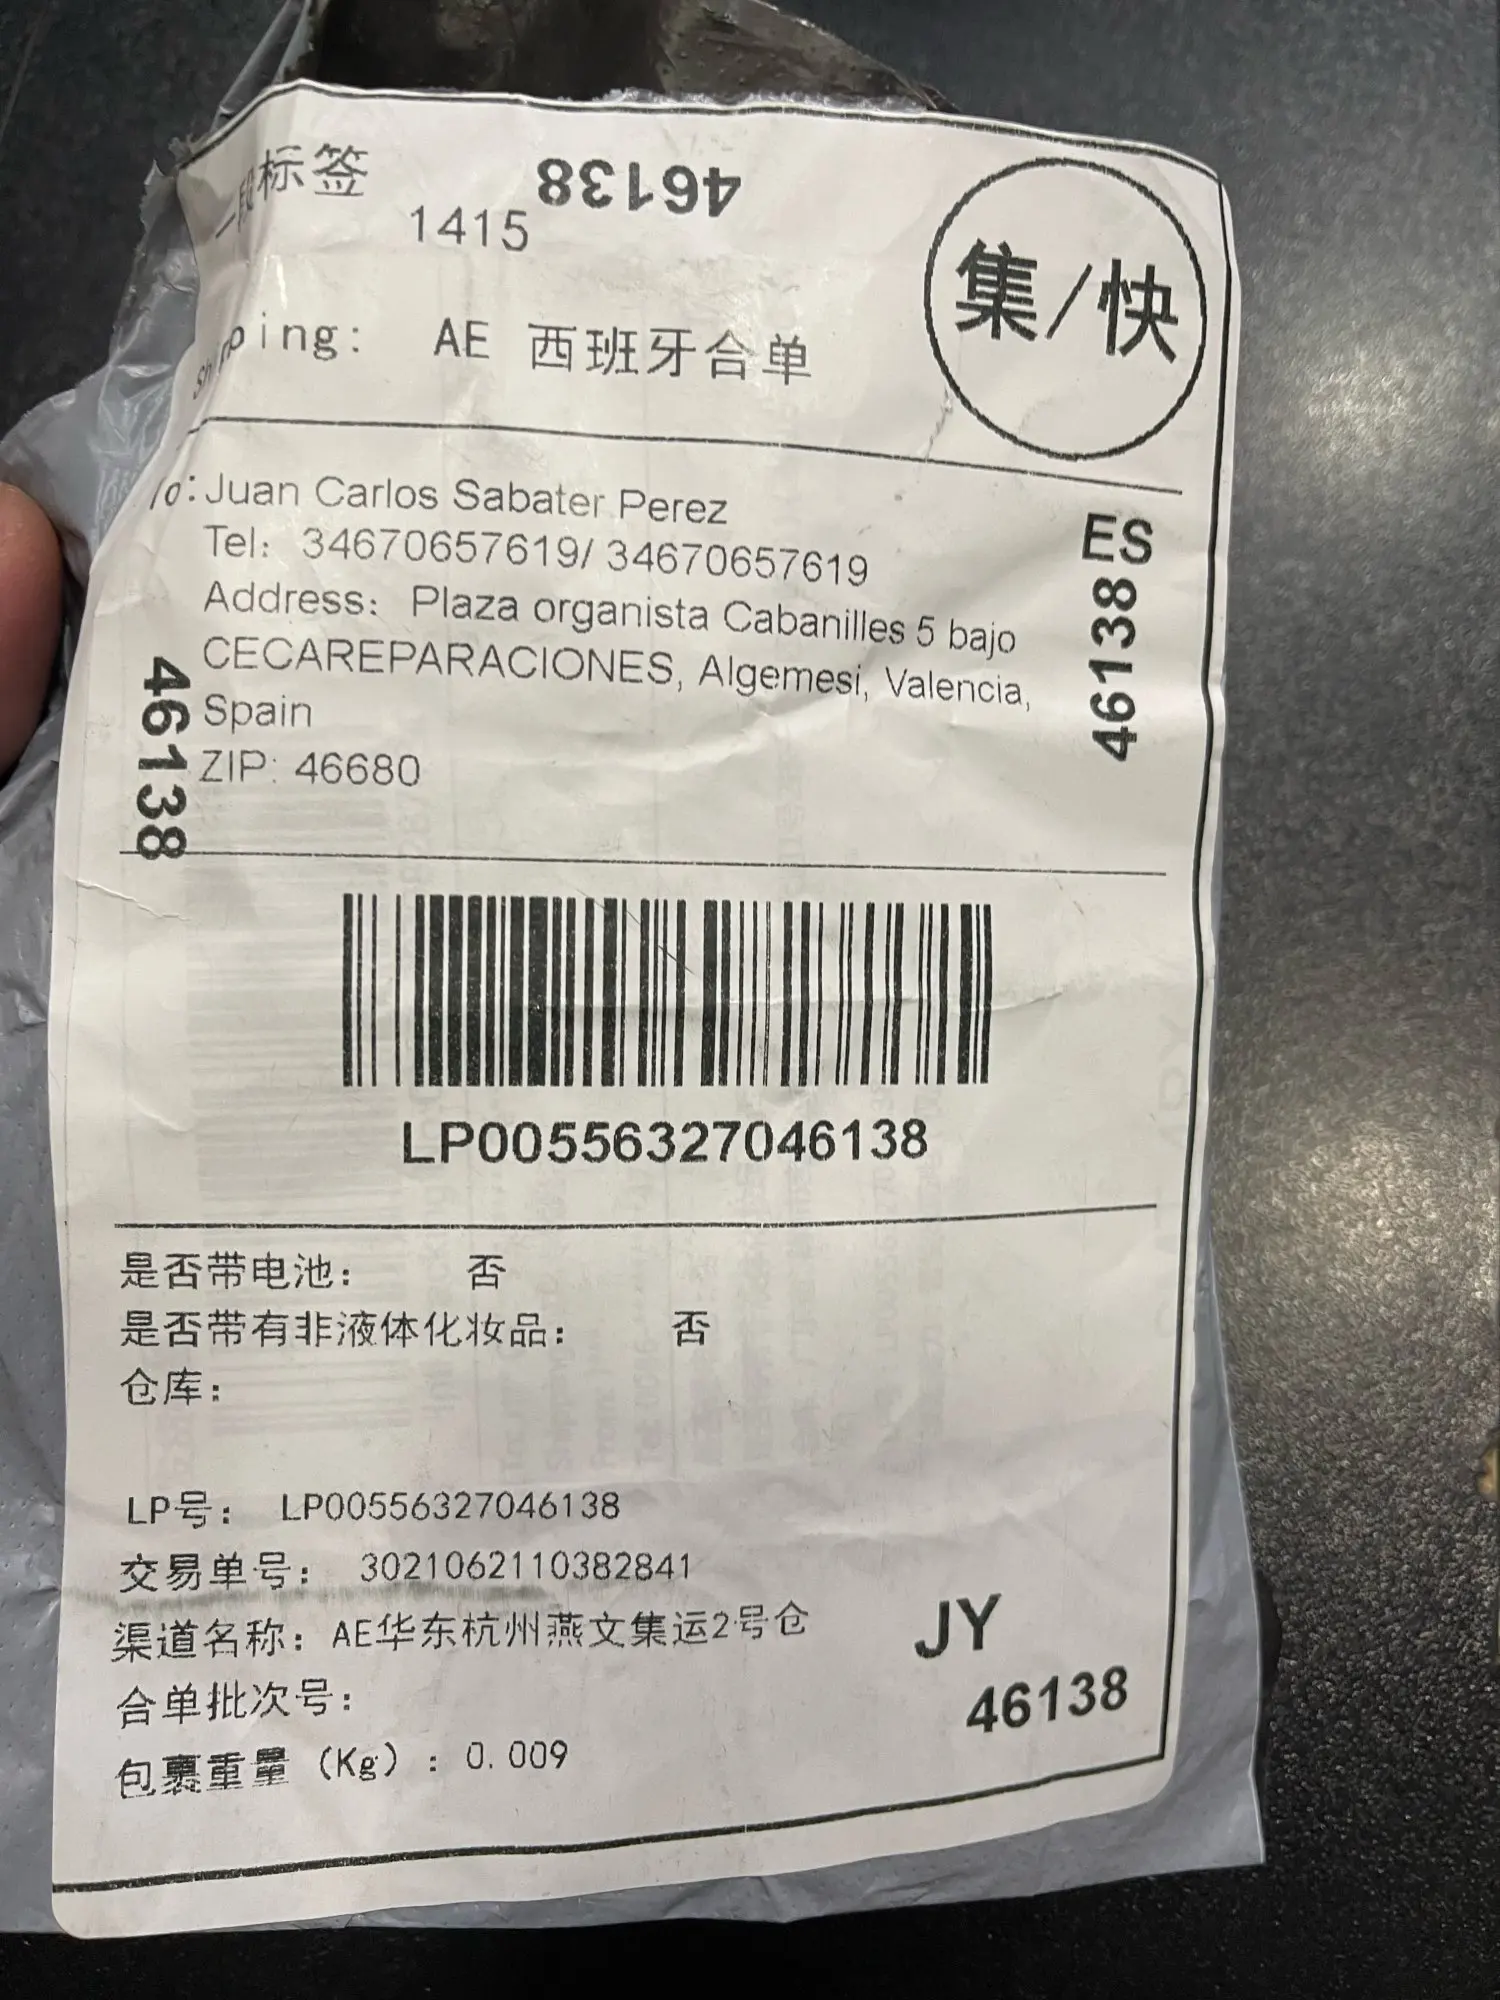 一段标签
46138
1415
集/快
Shipping: AE 西班牙合单
To: Juan Carlos Sabater Perez
Tel: 34670657619/ 34670657619
Address: Plaza organista Cabanilles 5 bajo
CECAREPARACIONES, Algemesi, Valencia,
Spain
ZIP: 46680
ES
46138
46138
LP00556327046138
是否带电池: 否
是否带有非液体化妆品: 否
仓库:
LP号: LP00556327046138
交易单号: 3021062110382841
渠道名称: AE华东杭州燕文集运2号仓
合单批次号:
包裹重量 (Kg) : 0.009
JY
46138